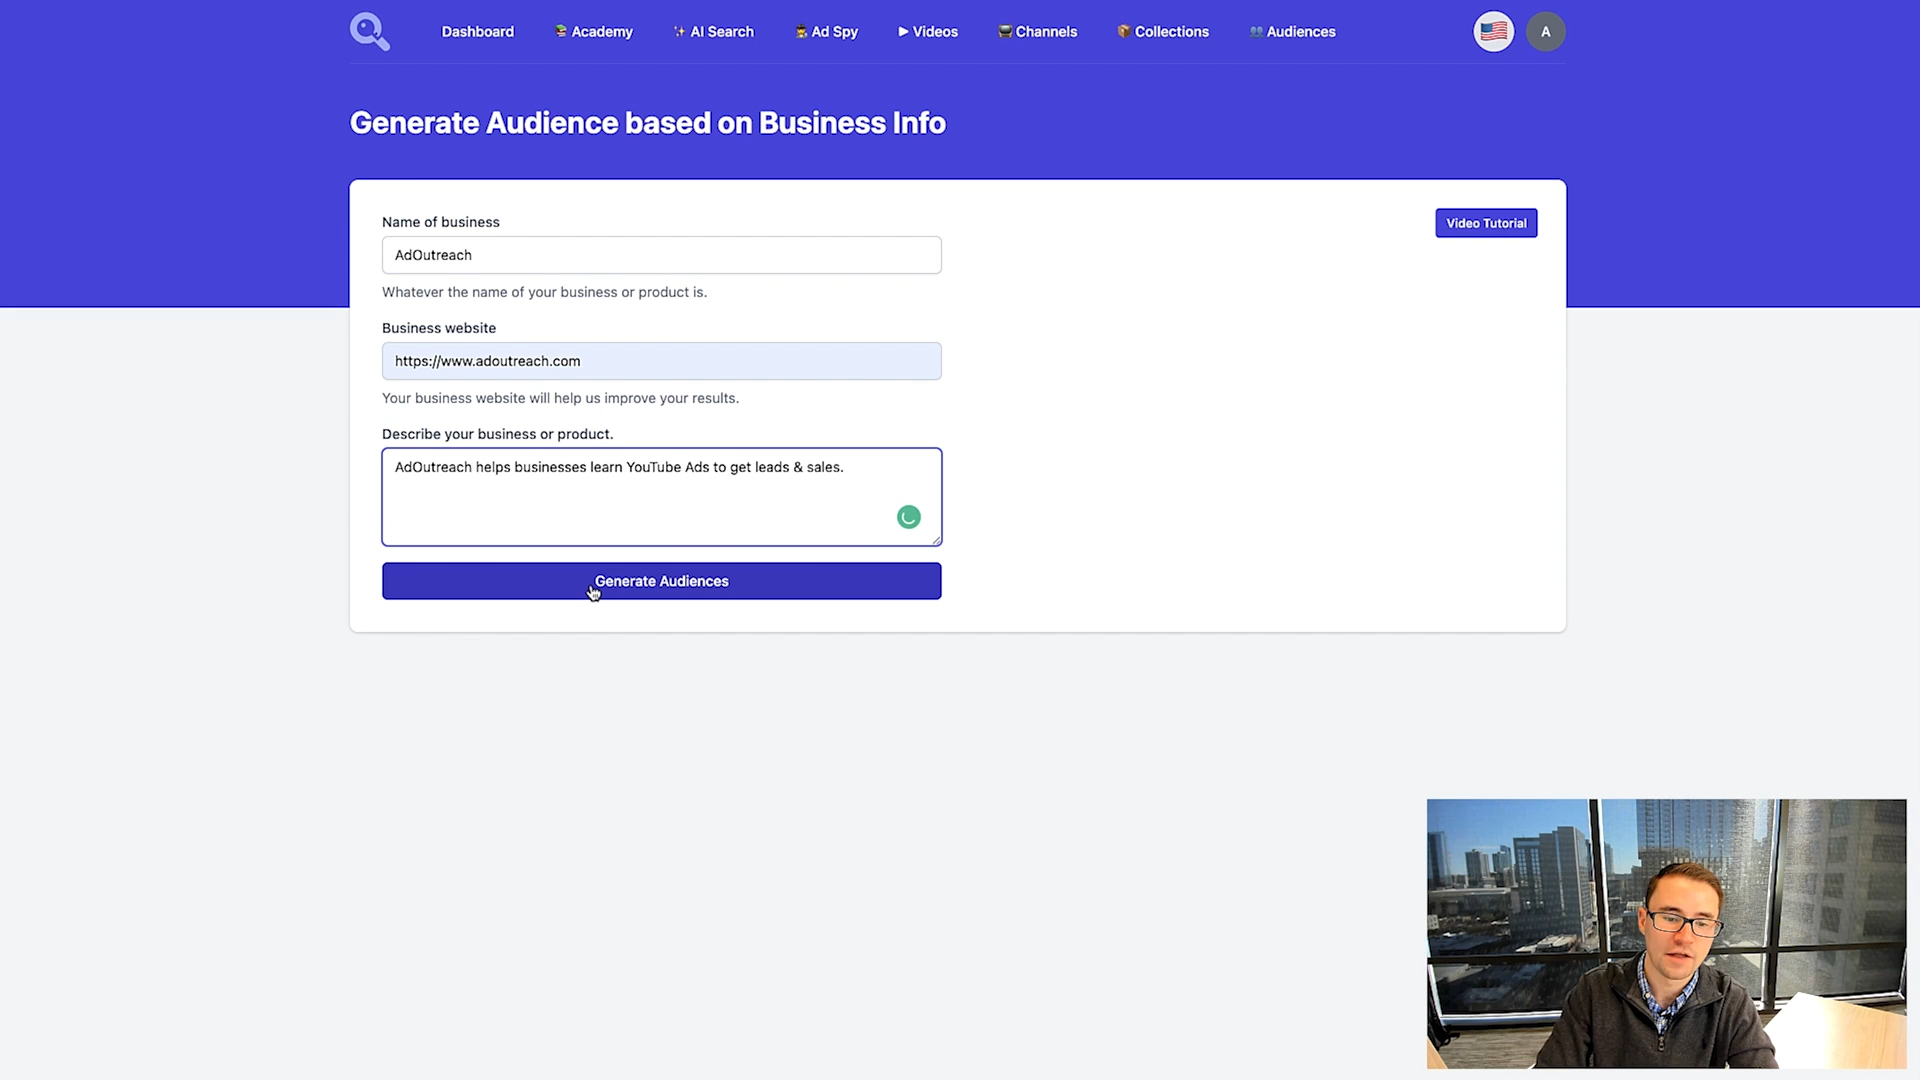 Dashboard
Academy
AI Search
Ad Spy
Videos
Channels
Collections
Audiences
A
Generate Audience based on Business Info
Name of business
Video Tutorial
AdOutreach
Whatever the name of your business or product is.
Business website
https://www.adoutreach.com
Your business website will help us improve your results.
Describe your business or product.
AdOutreach helps businesses learn YouTube Ads to get leads & sales.
Generate Audiences